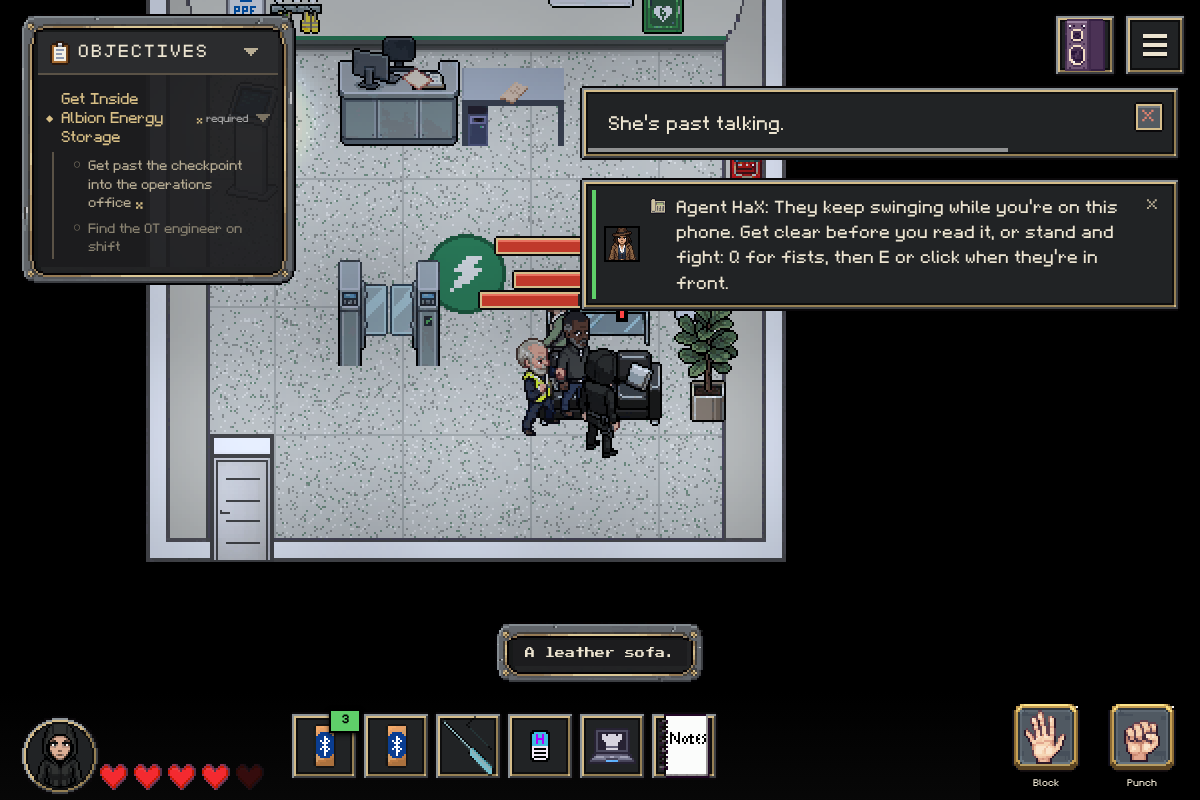 PPE
OBJECTIVES
Get Inside
Albion Energy
Storage
x required
Get past the checkpoint
into the operations
office x
Find the OT engineer on
shift
She's past talking.
Agent HaX: They keep swinging while you're on this
phone. Get clear before you read it, or stand and
fight: Q for fists, then E or click when they're in
front.
A leather sofa.
3
H
Notes
Block
Punch